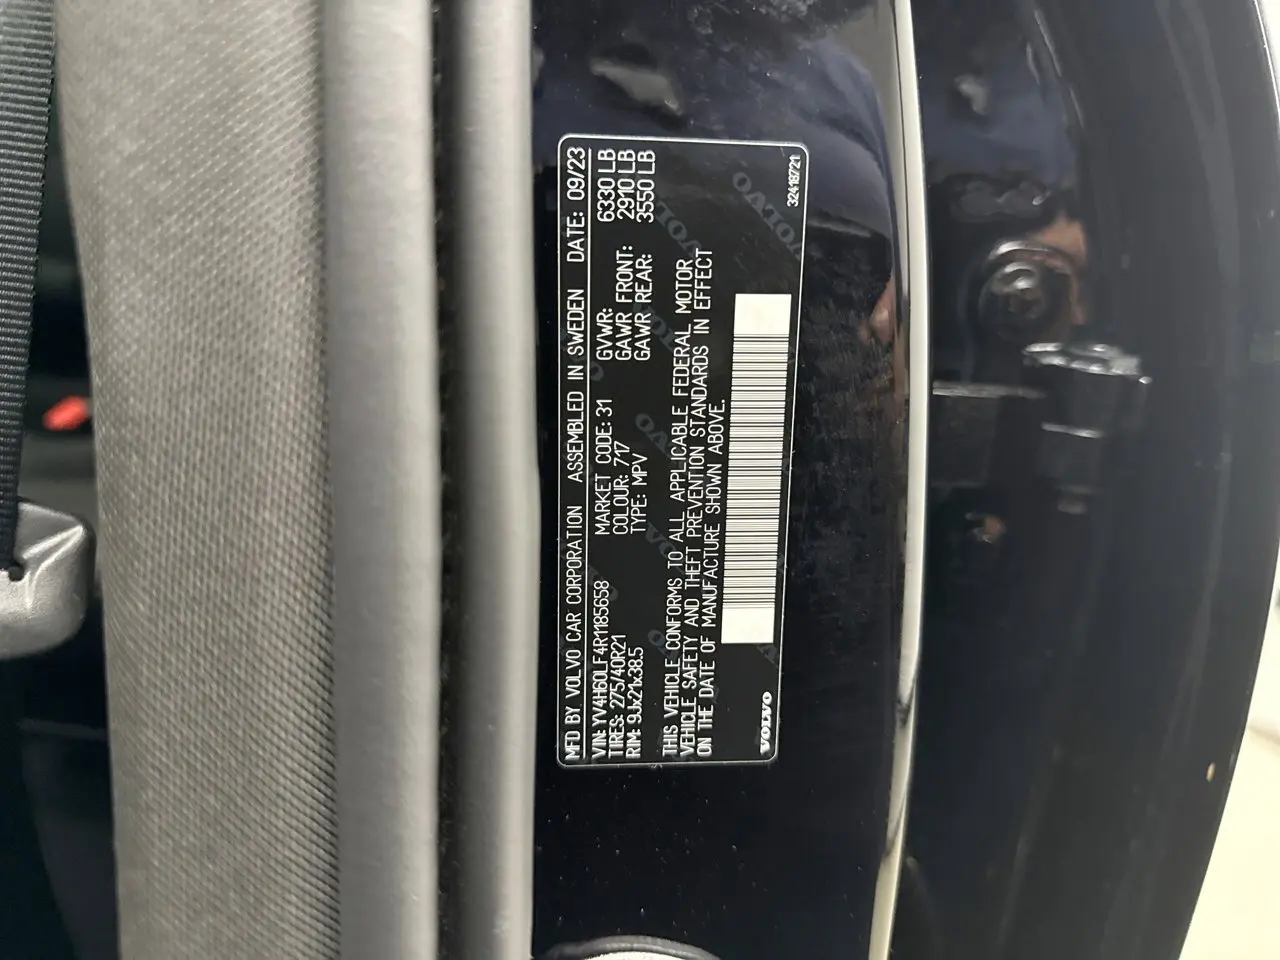 MFD BY VOLVO CAR CORPORATION ASSEMBLED IN SWEDEN DATE: 09/23
VIN: YV4H60LF4R1185658 MARKET CODE: 31 GVWR: 6330 LB
TIRES: 275/40R21 COLOUR: 717 GAWR FRONT: 2910 LB
RIM: 9Jx21x38.5 TYPE: MPV GAWR REAR: 3550 LB
THIS VEHICLE CONFORMS TO ALL APPLICABLE FEDERAL MOTOR
VEHICLE SAFETY AND THEFT PREVENTION STANDARDS IN EFFECT
ON THE DATE OF MANUFACTURE SHOWN ABOVE.
VOLVO 32418721